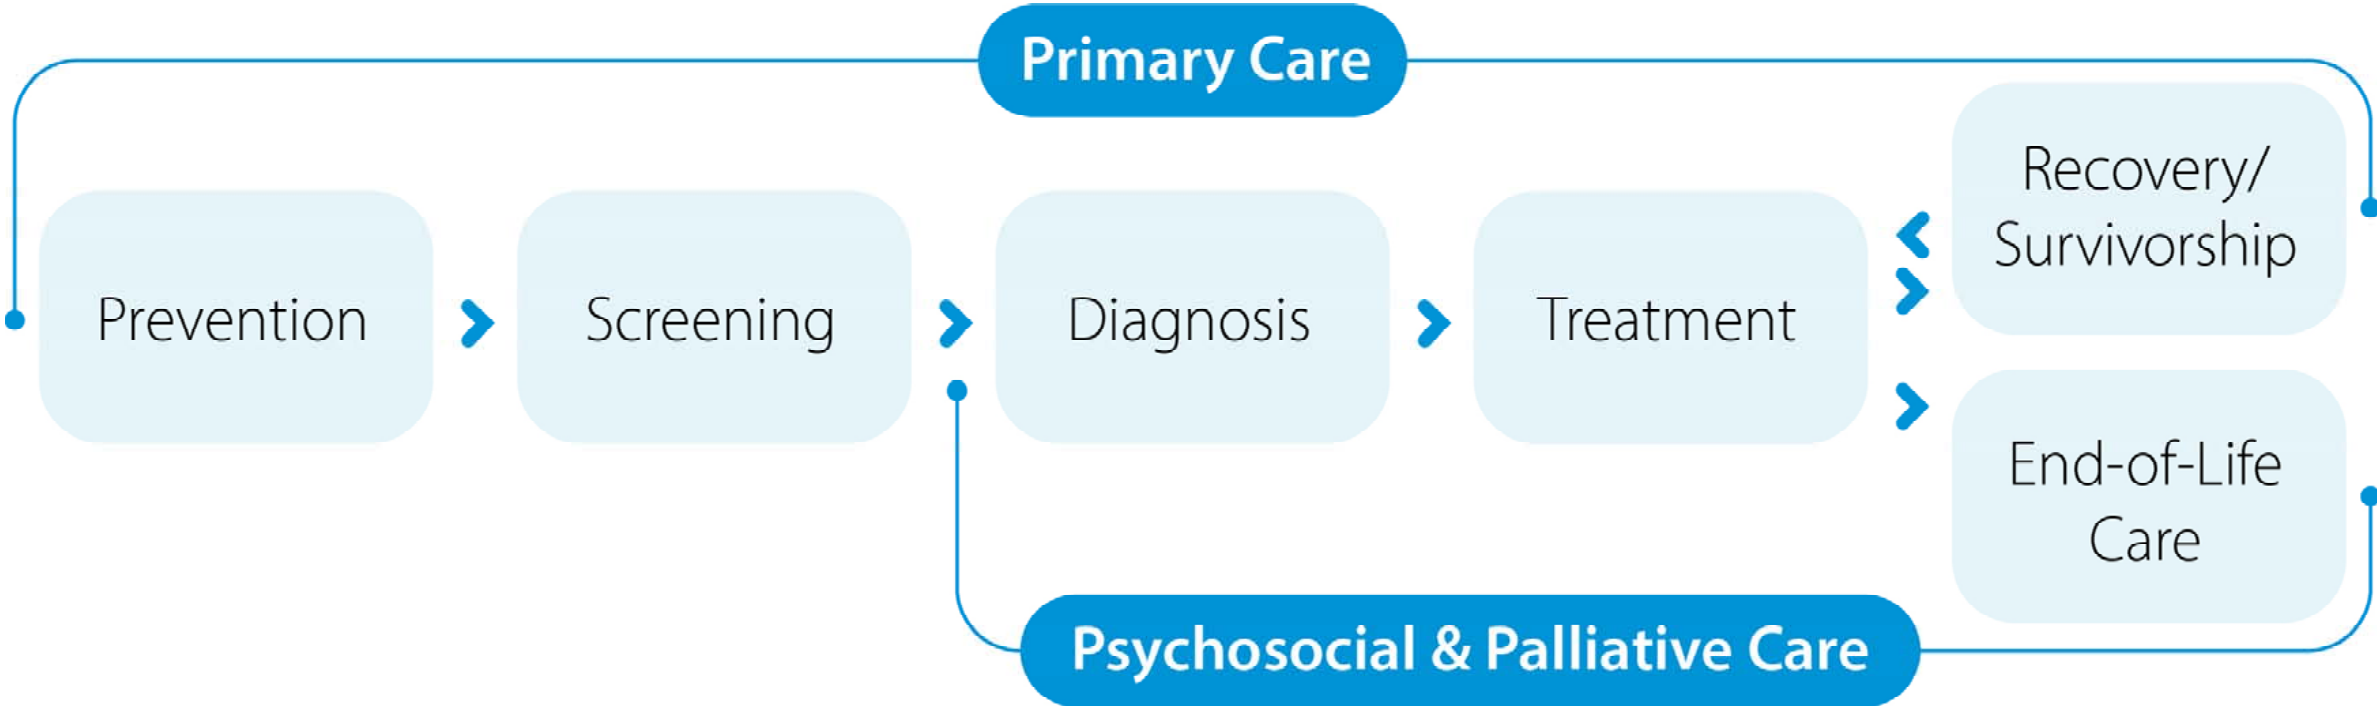 Primary Care
Prevention
Screening
Diagnosis
Treatment
Recovery/
Survivorship
End-of-Life
Care
Psychosocial & Palliative Care